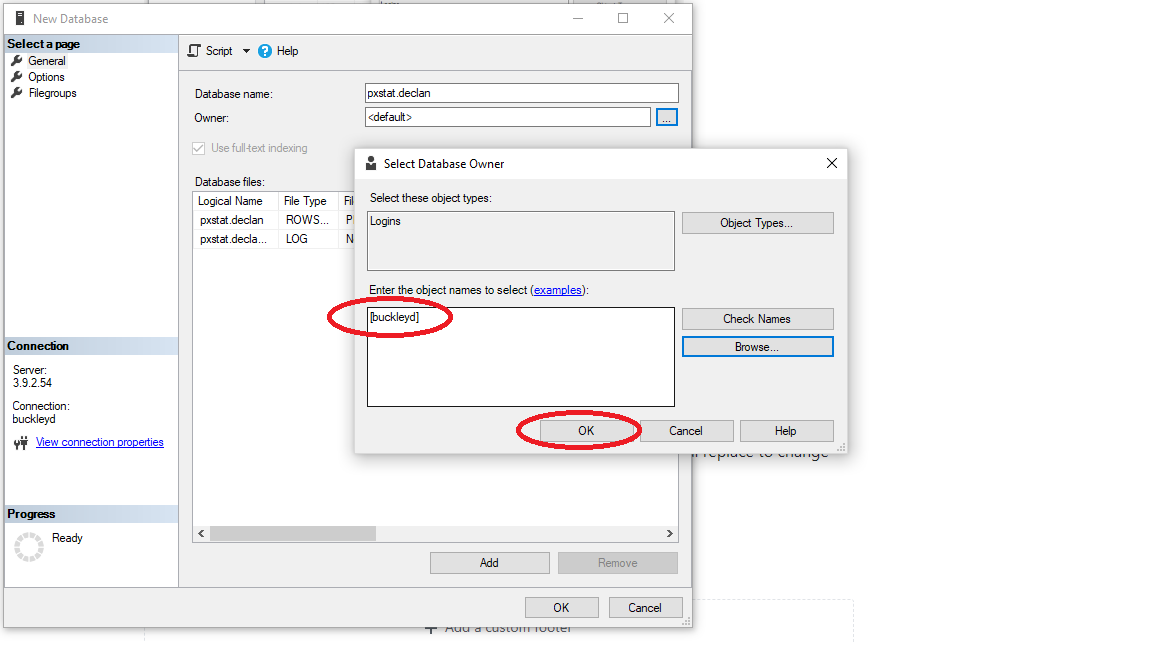 New Database
Select a page
General
Options
Filegroups
Script
Help
Database name:
pxstat.declan
Owner:
<default>
...
Use full-text indexing
Database files:
Logical Name
File Type
pxstat.declan
ROWS...
pxstat.decla...
LOG
Select Database Owner
Select these object types:
Logins
Object Types...
Enter the object names to select (examples):
[buckleyd]
Check Names
Browse...
OK
Cancel
Help
replace to change
Connection
Server:
3.9.2.54
Connection:
buckleyd
View connection properties
Progress
Ready
Add
Remove
OK
Cancel
Add a custom footer